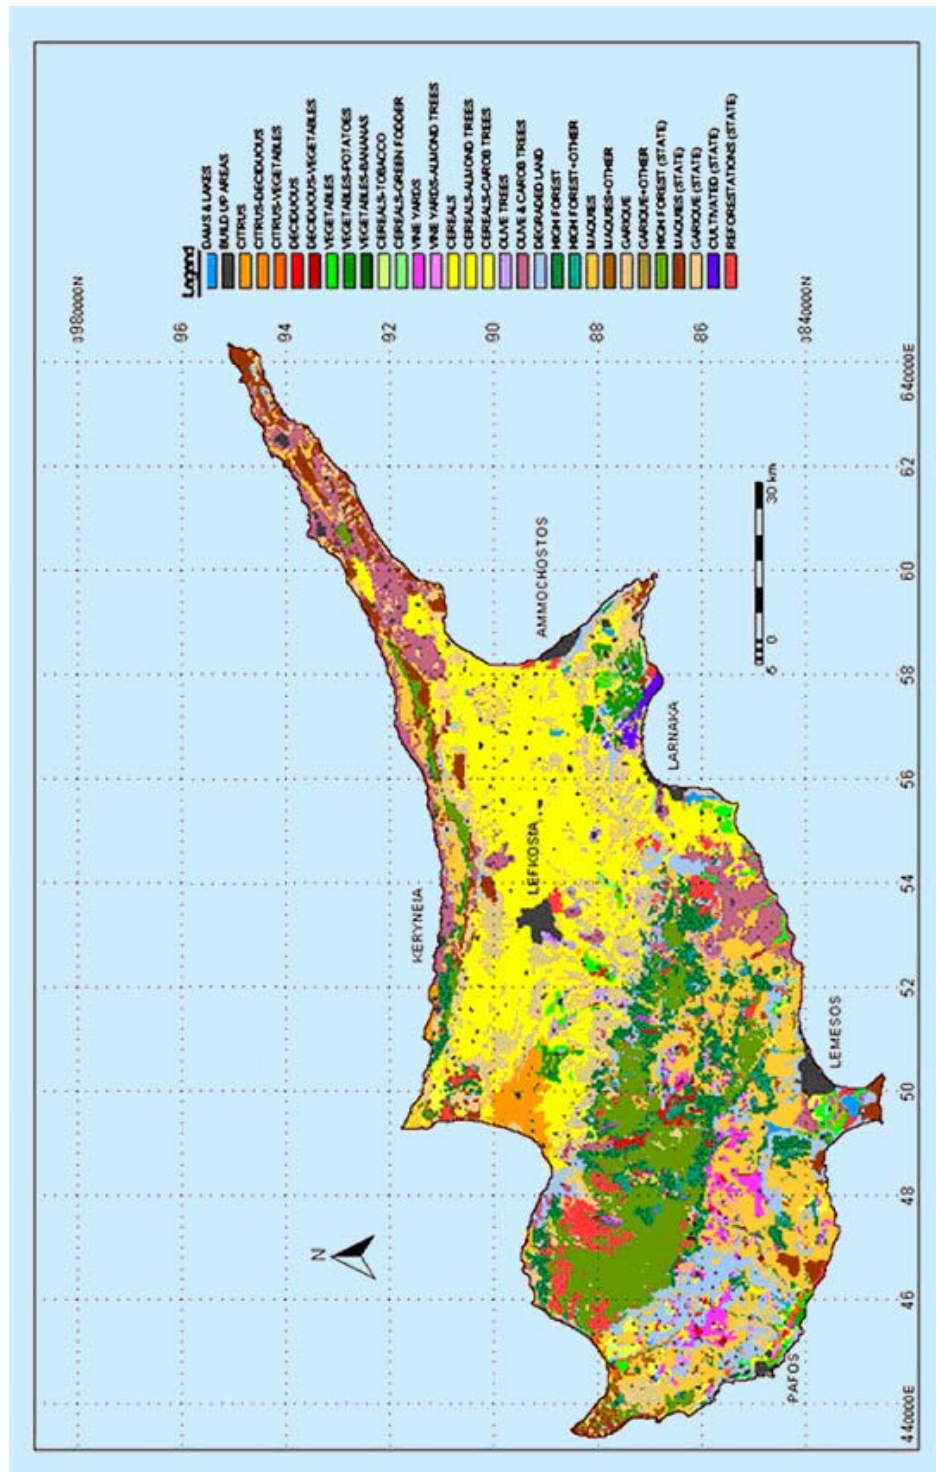 Legend
DAMS & LAKES
BUILD UP AREAS
CITRUS
CITRUS-DECIDUOUS
CITRUS-VEGETABLES
DECIDUOUS
DECIDUOUS-VEGETABLES
VEGETABLES
VEGETABLES-POTATOES
VEGETABLES-BANANAS
CEREALS-TOBACCO
CEREALS-GREEN FODDER
VINE YARDS
VINE YARDS-ALMOND TREES
CEREALS
CEREALS-ALMOND TREES
CEREALS-CAROB TREES
OLIVE TREES
OLIVE & CAROB TREES
DEGRADED LAND
HIGH FOREST
HIGH FOREST+OTHER
MAQUIES
MAQUIES+OTHER
GARIQUE
GARIQUE+OTHER
HIGH FOREST (STATE)
MAQUIES (STATE)
GARIQUE (STATE)
CULTIVATED (STATE)
REFORESTATIONS (STATE)
3980000N
96
94
92
90
88
86
3840000N
440000E
46
48
50
52
54
56
58
60
62
640000E
N
KERYNEIA
LEFKOSIA
AMMOCHOSTOS
LARNAKA
LEMESOS
PAFOS
5 0 30 km